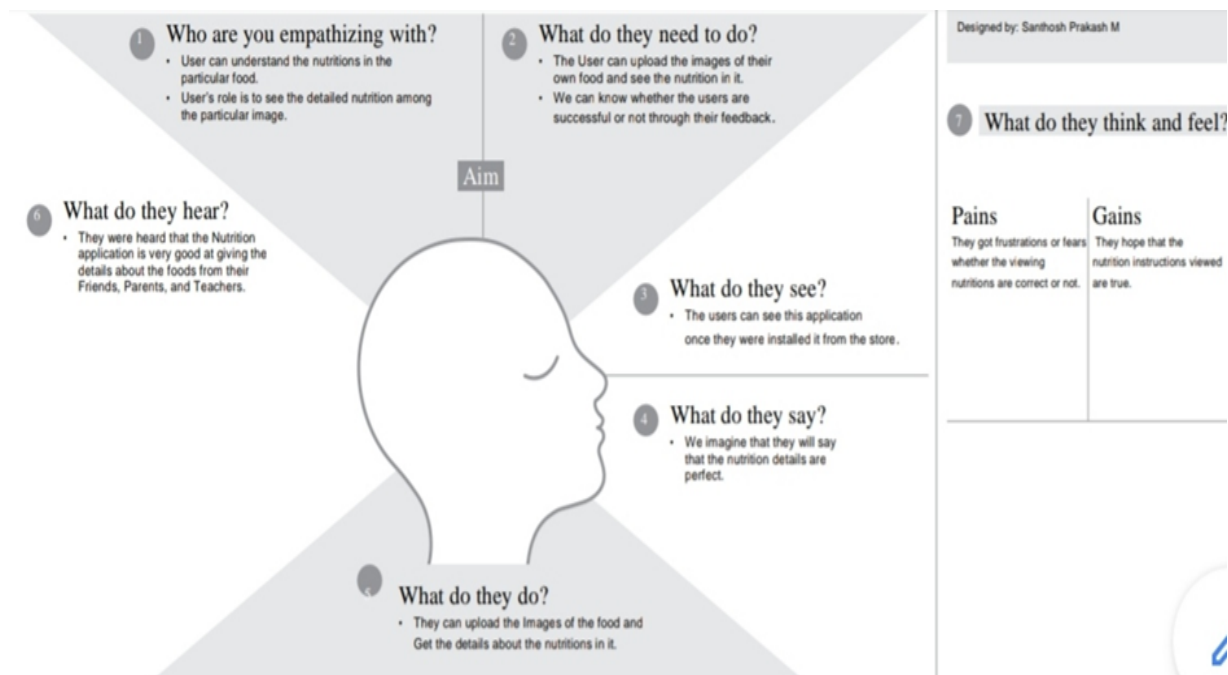 1
Who are you empathizing with?
• User can understand the nutritions in the
particular food.
• User's role is to see the detailed nutrition among
the particular image.
2
What do they need to do?
• The User can upload the images of their
own food and see the nutrition in it.
• We can know whether the users are
successful or not through their feedback.
Aim
3
What do they see?
• The users can see this application
once they were installed it from the store.
4
What do they say?
• We imagine that they will say
that the nutrition details are
perfect.
5
What do they do?
• They can upload the Images of the food and
Get the details about the nutritions in it.
6
What do they hear?
• They were heard that the Nutrition
application is very good at giving the
details about the foods from their
Friends, Parents, and Teachers.
Designed by: Santhosh Prakash M
7
What do they think and feel?
Pains
They got frustrations or fears
whether the viewing
nutritions are correct or not.
Gains
They hope that the
nutrition instructions viewed
are true.